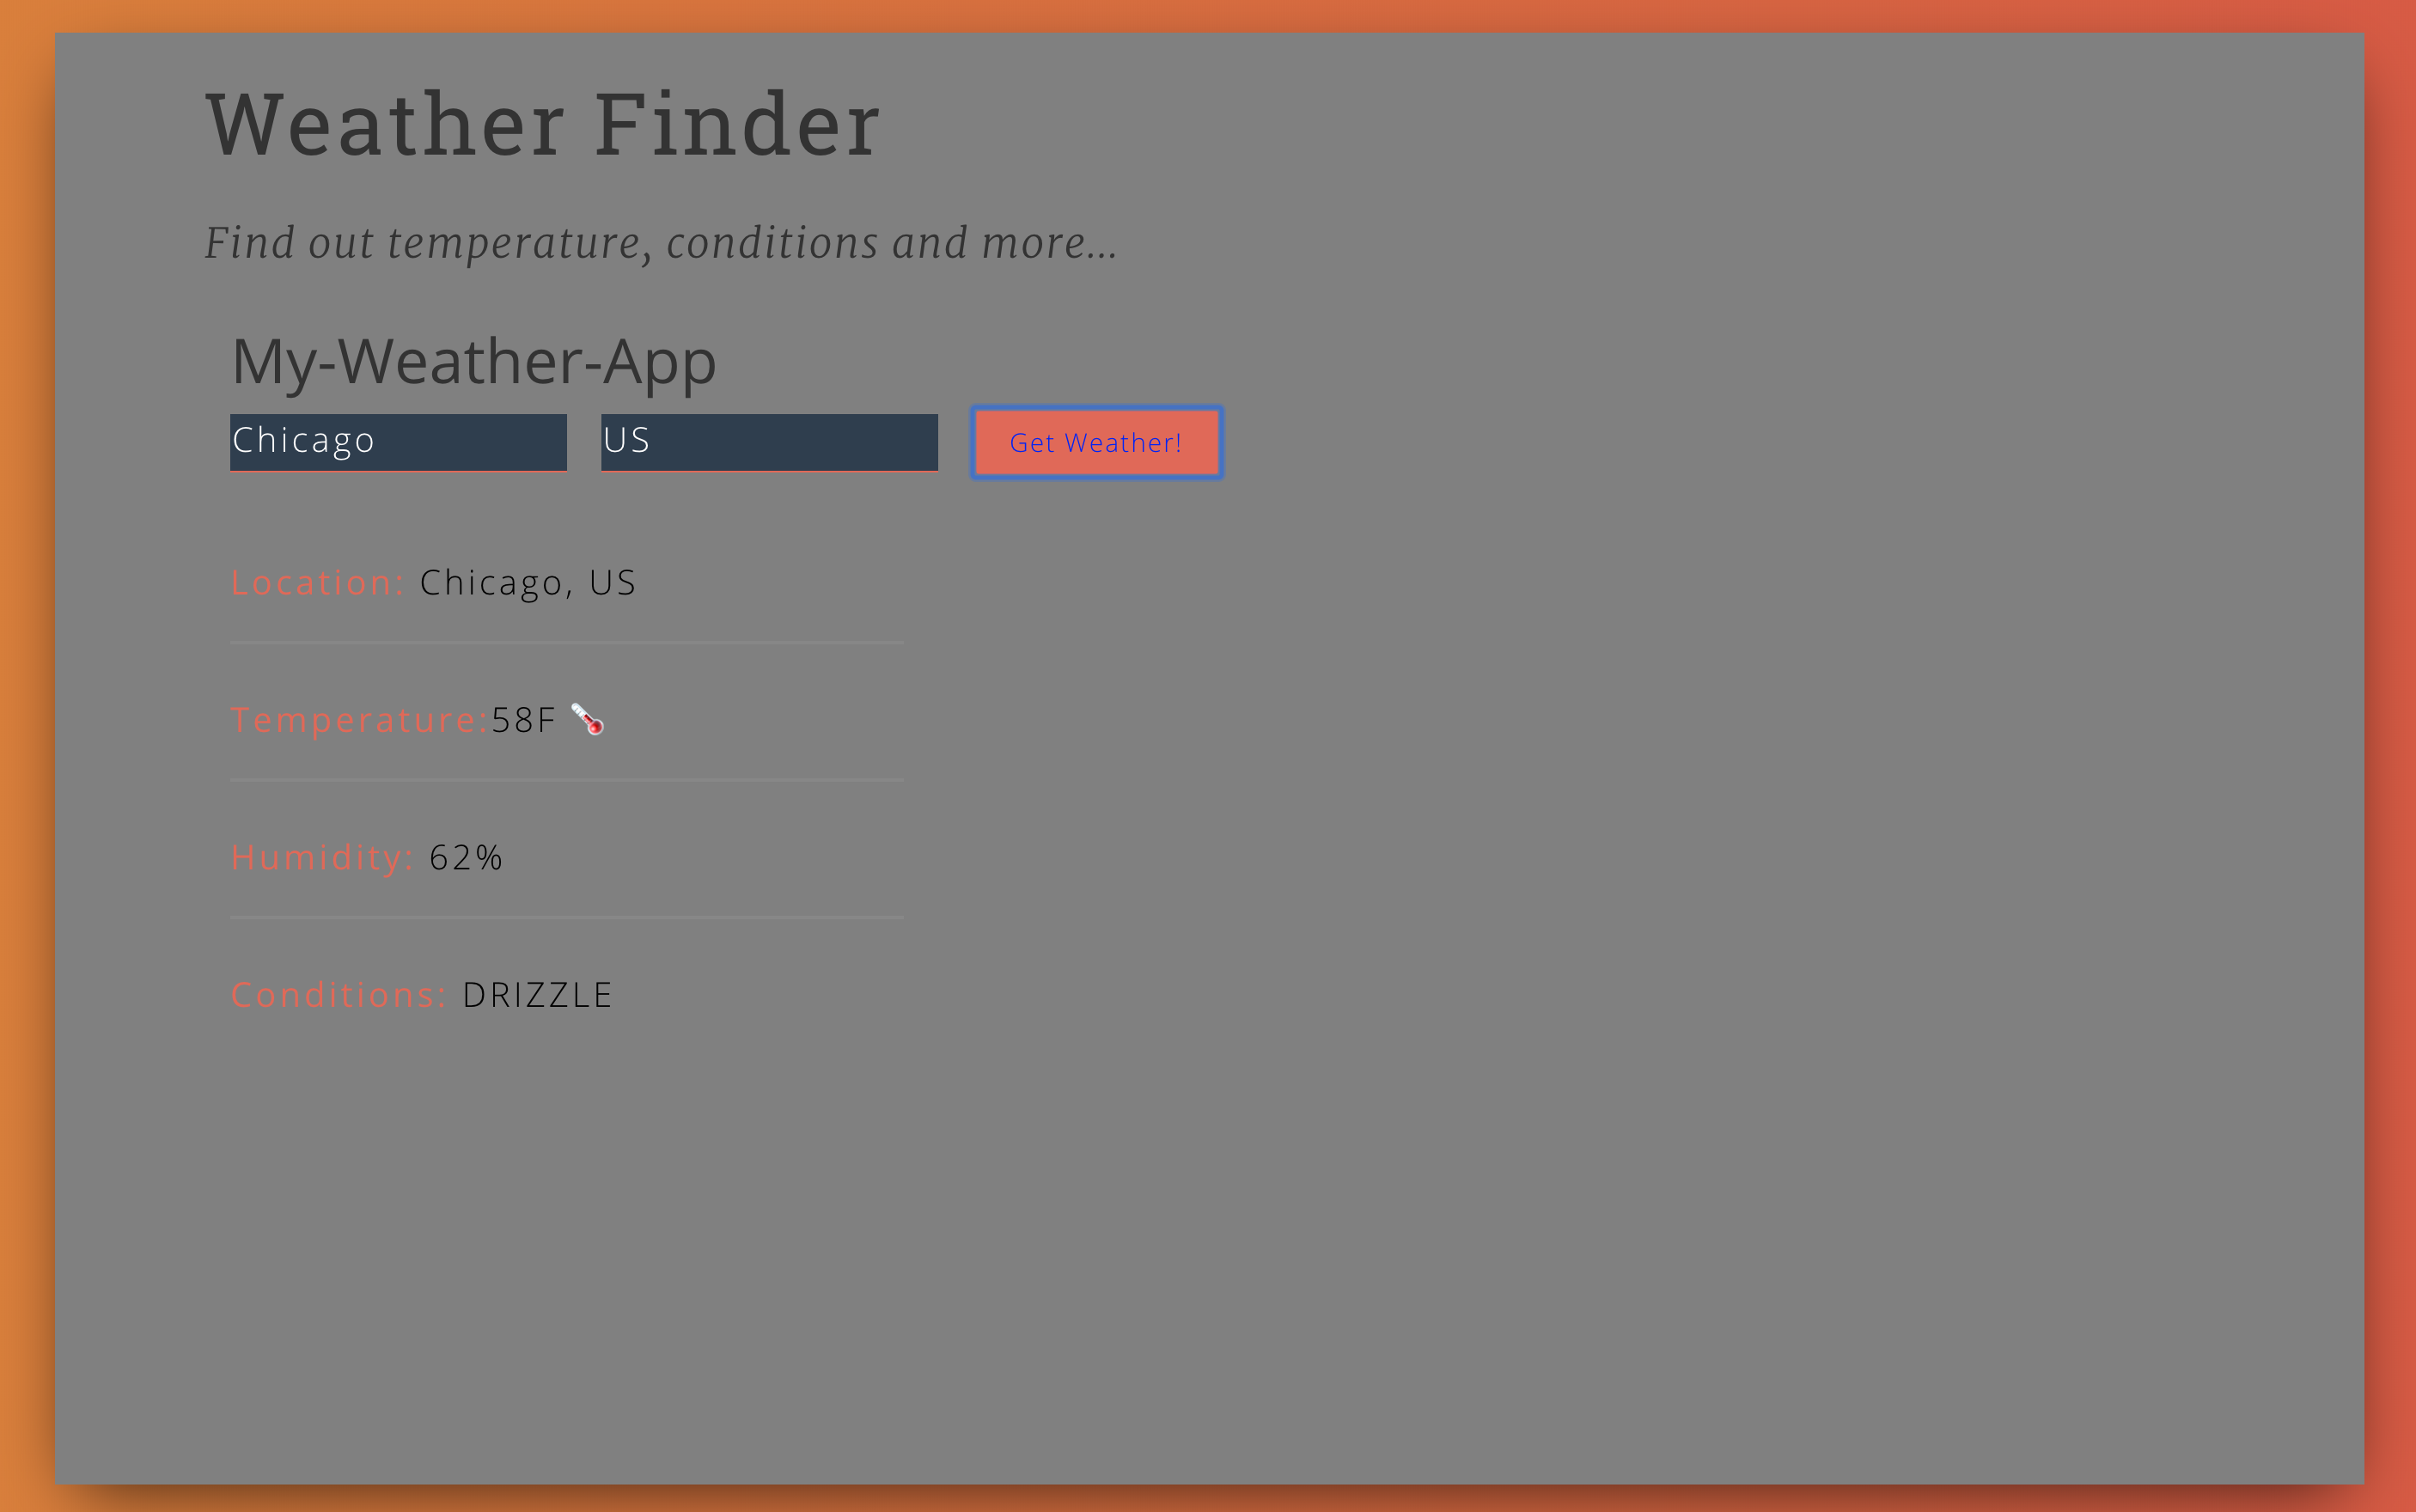 Weather Finder
Find out temperature, conditions and more...
My-Weather-App
Chicago US Get Weather!
Location: Chicago, US
Temperature:58F 🌡
Humidity: 62%
Conditions: DRIZZLE